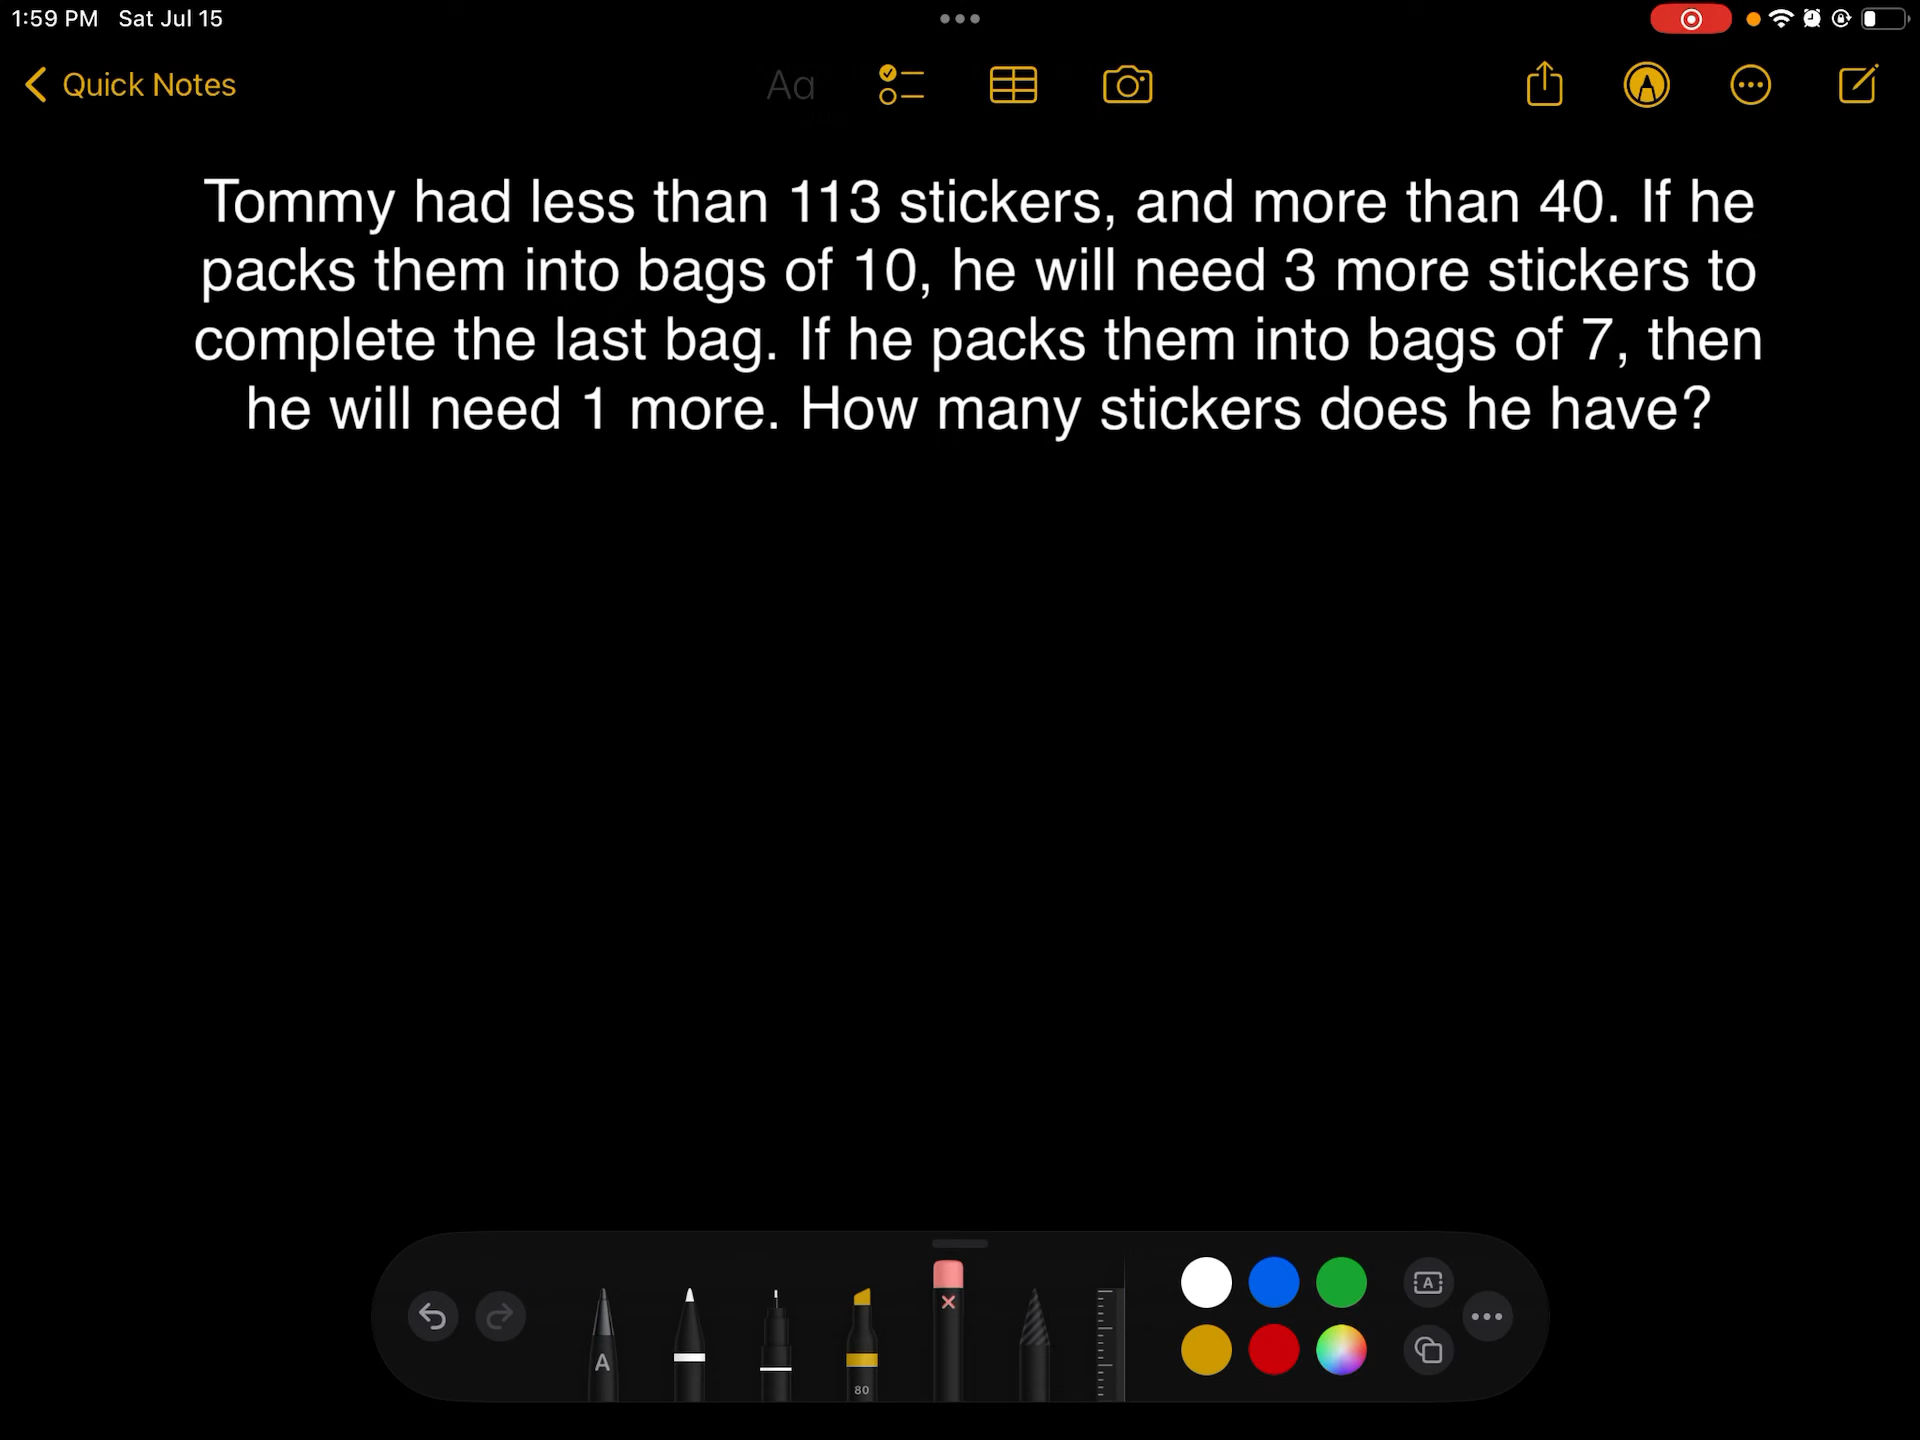 1:59 PM Sat Jul 15
Quick Notes
Aa
Tommy had less than 113 stickers, and more than 40. If he
packs them into bags of 10, he will need 3 more stickers to
complete the last bag. If he packs them into bags of 7, then
he will need 1 more. How many stickers does he have?
A
80
A